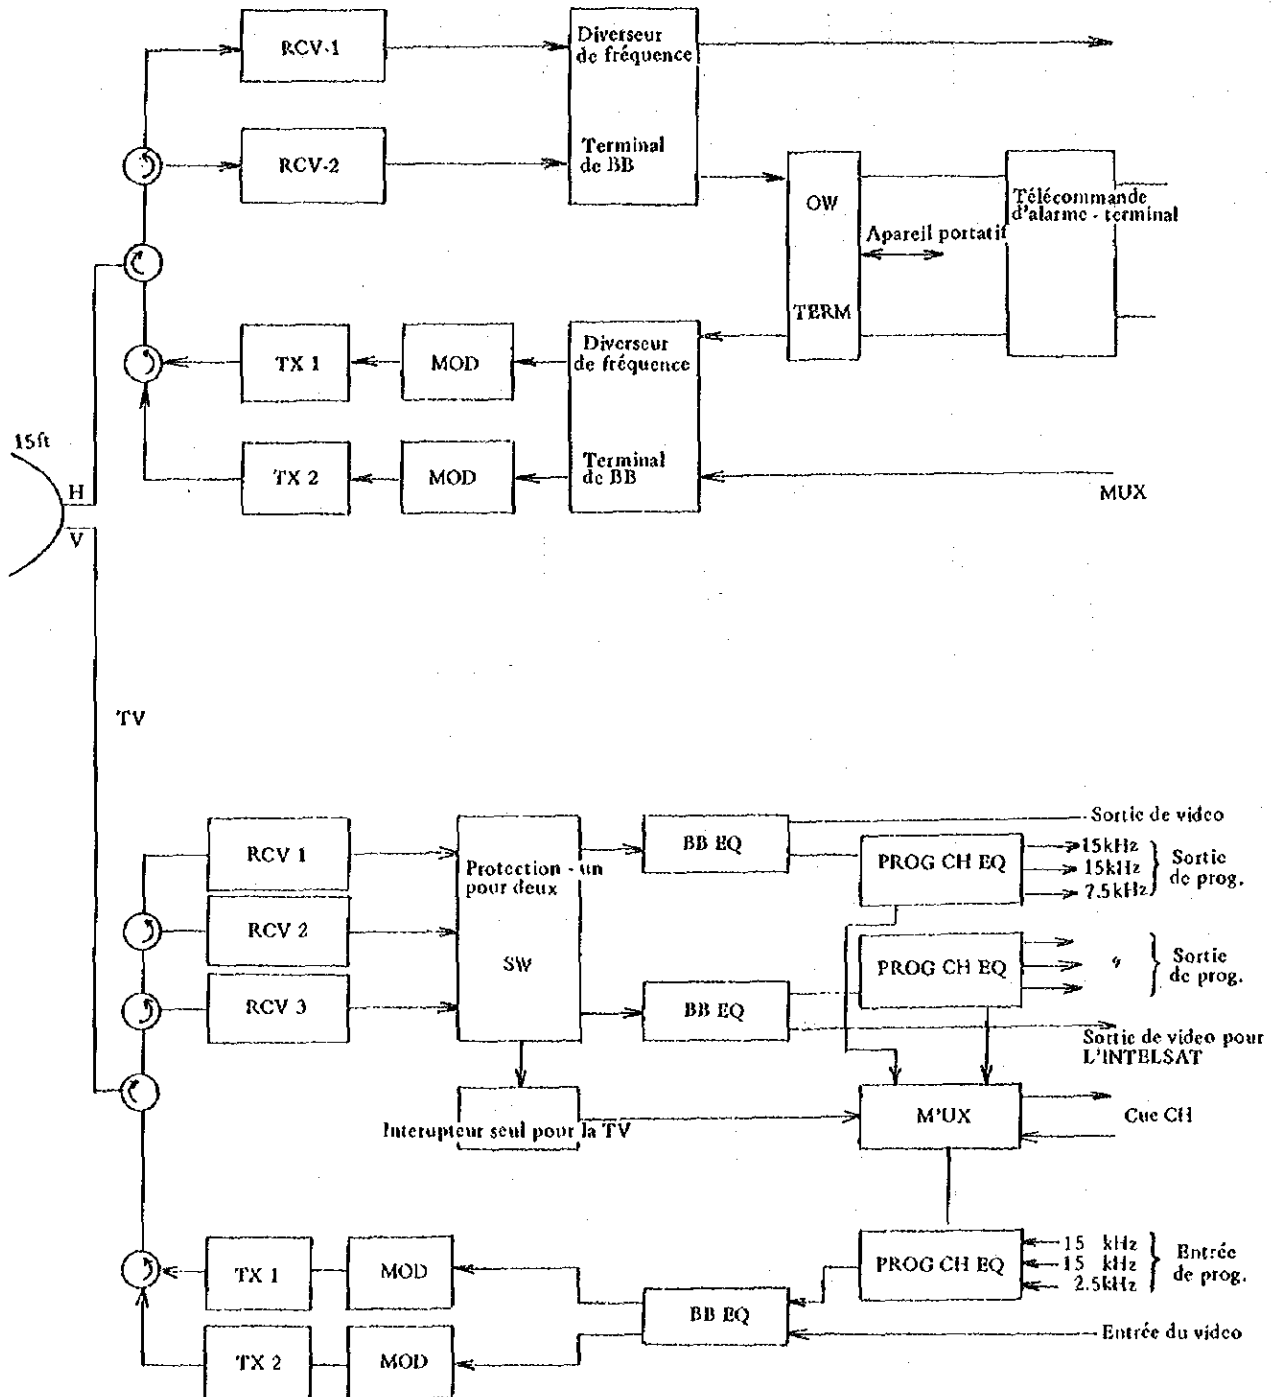 RCV-1
Diverseur
de fréquence
RCV-2
Terminal
de BB
OW
TERM
Télécommande
d'alarme - terminal
Apareil portatif
TX 1
MOD
Diverseur
de fréquence
TX 2
MOD
Terminal
de BB
MUX
15ft
H
V
TV
RCV 1
RCV 2
RCV 3
Protection - un
pour deux
SW
BB EQ
Sortie de video
PROG CH EQ
15kHz
15kHz
7.5kHz
Sortie
de prog.
PROG CH EQ
Sortie
de prog.
BB EQ
Sortie de video pour
L'INTELSAT
Interupteur seul pour la TV
M'UX
Cue CH
TX 1
MOD
PROG CH EQ
15 kHz
15 kHz
2.5kHz
Entrée
de prog.
BB EQ
Entrée du video
TX 2
MOD